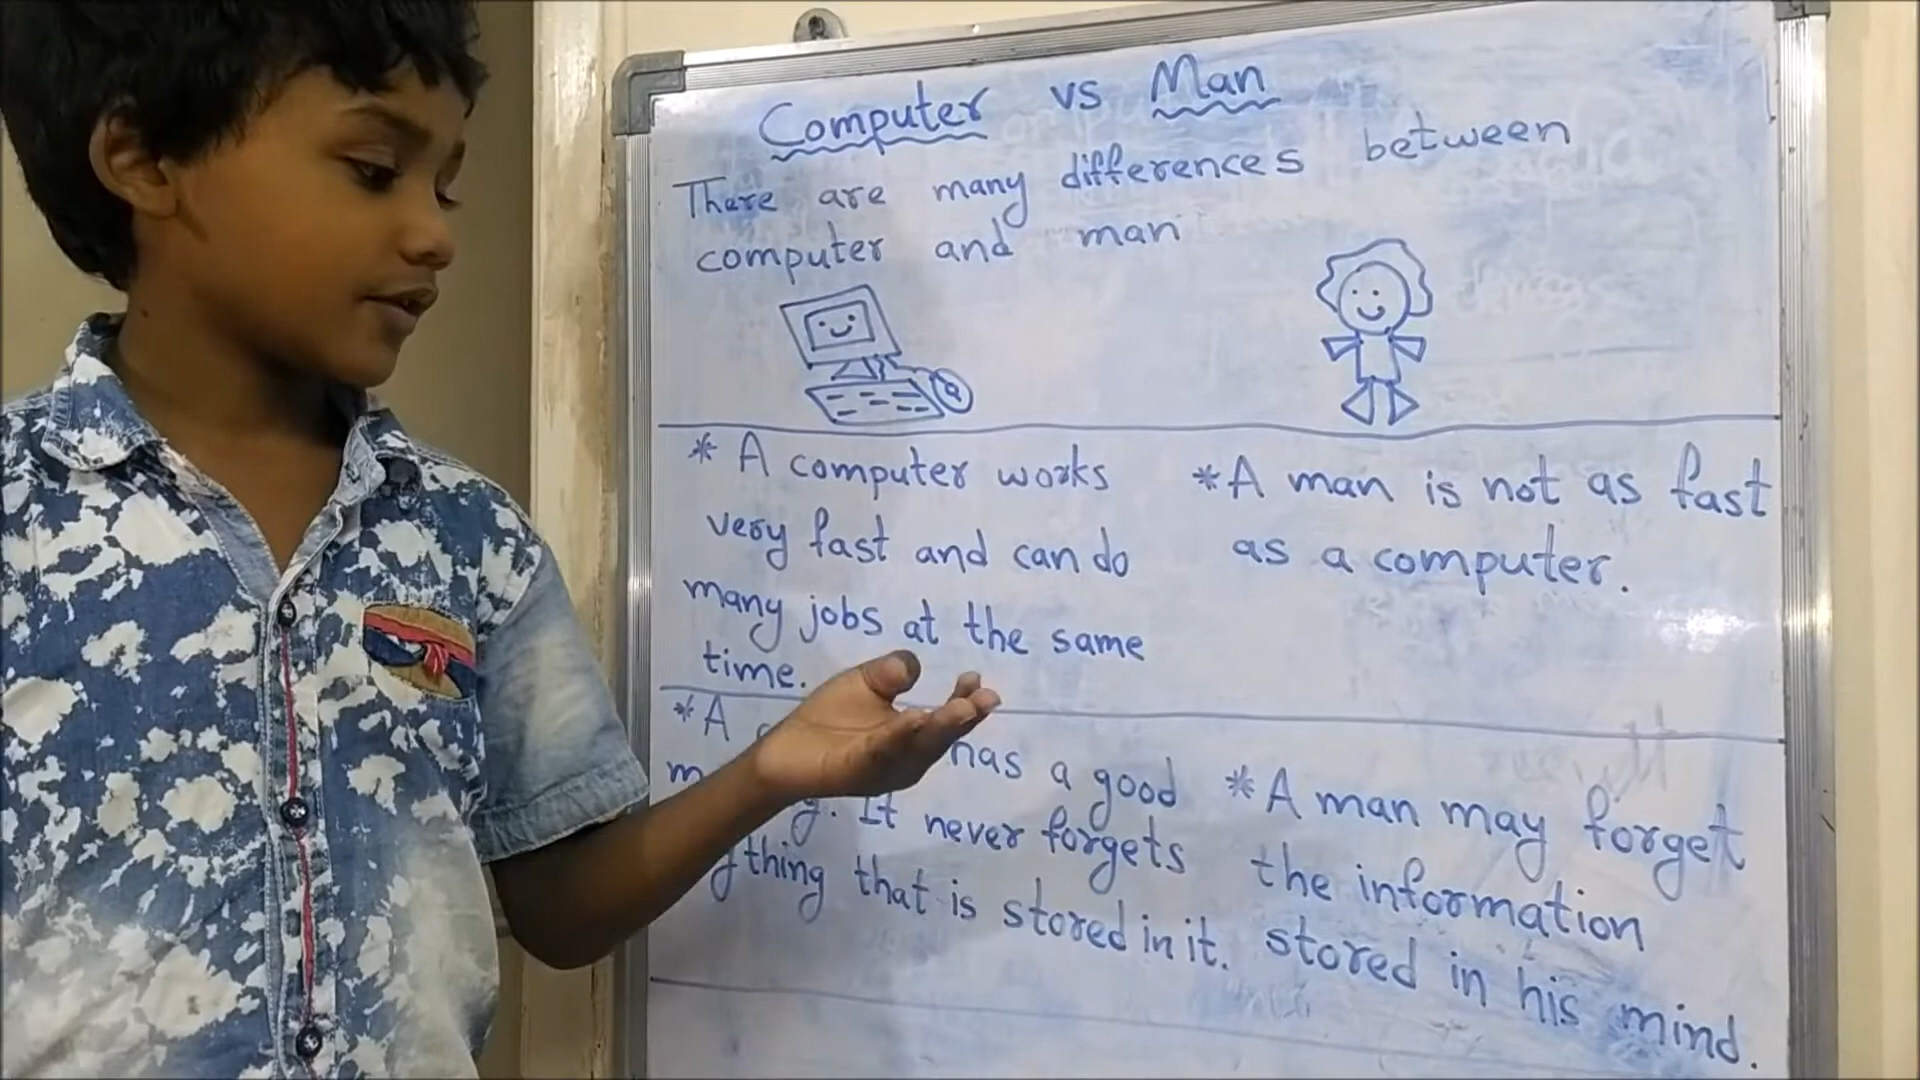 Computer vs Man
There are many differences between
computer and man
* A computer works
very fast and can do
many jobs at the same
time.
* A man is not as fast
as a computer.
* A has a good
It never forgets
thing that is stored in it.
* A man may forget
the information
stored in his mind.